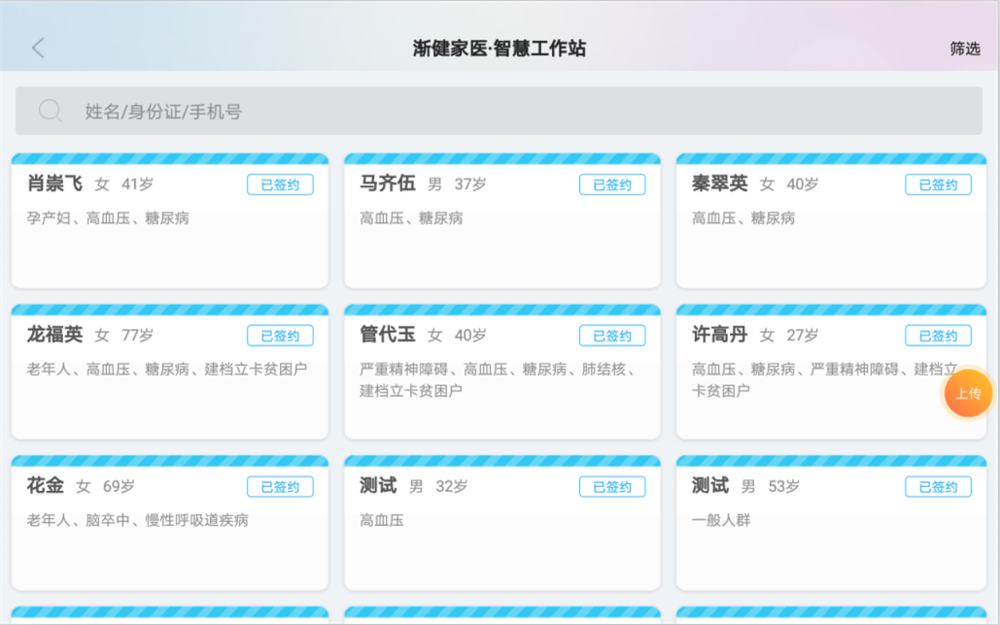 渐健家医·智慧工作站
筛选
姓名/身份证/手机号
肖崇飞 女 41岁 已签约
孕产妇、高血压、糖尿病
马齐伍 男 37岁 已签约
高血压、糖尿病
秦翠英 女 40岁 已签约
高血压、糖尿病
龙福英 女 77岁 已签约
老年人、高血压、糖尿病、建档立卡贫困户
管代玉 女 40岁 已签约
严重精神障碍、高血压、糖尿病、肺结核、
建档立卡贫困户
许高丹 女 27岁 已签约
高血压、糖尿病、严重精神障碍、建档立
卡贫困户
上传
花金 女 69岁 已签约
老年人、脑卒中、慢性呼吸道疾病
测试 男 32岁 已签约
高血压
测试 男 53岁 已签约
一般人群